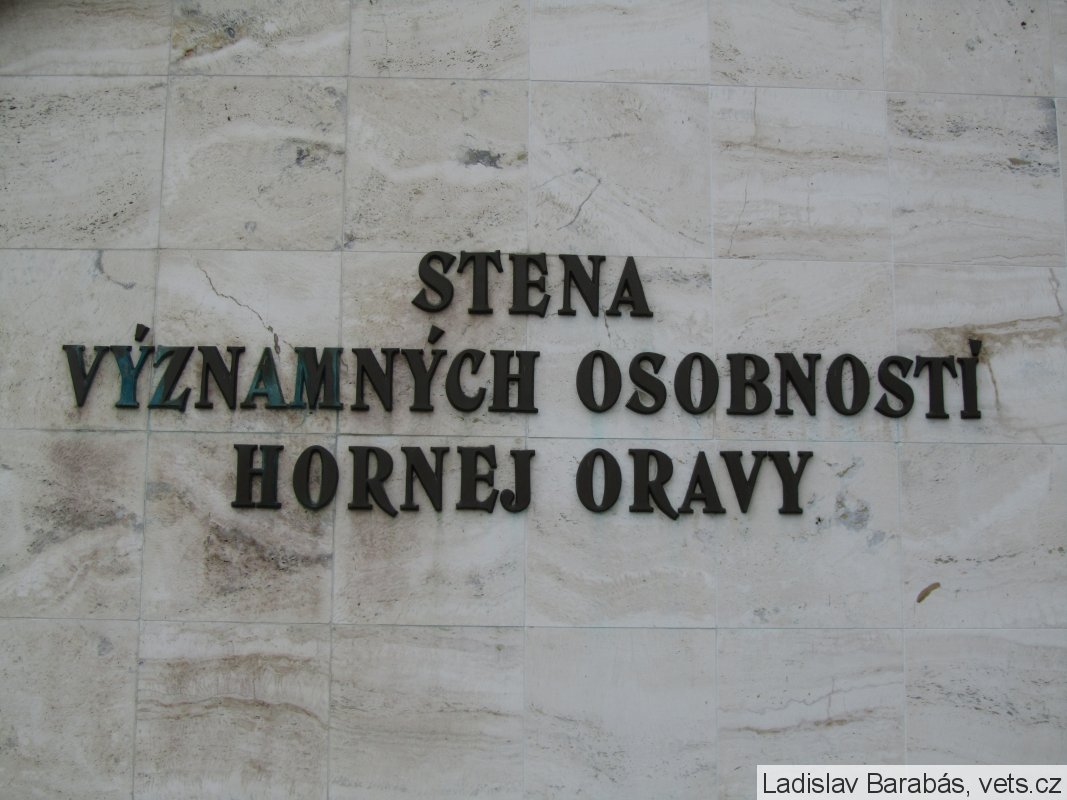 STENA
VÝZNAMNÝCH OSOBNOSTÍ
HORNEJ ORAVY
Ladislav Barabás, vets.cz